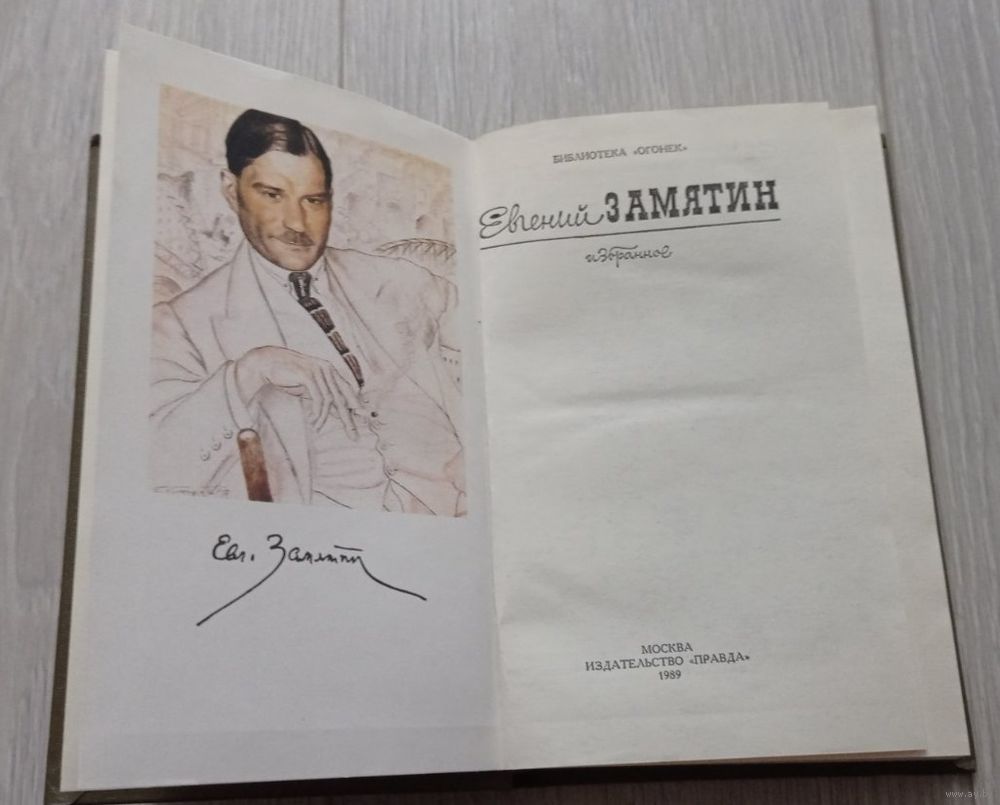 Евг. Замятин
БИБЛИОТЕКА «ОГОНЕК»
Евгений ЗАМЯТИН
избранное
МОСКВА
ИЗДАТЕЛЬСТВО «ПРАВДА»
1989